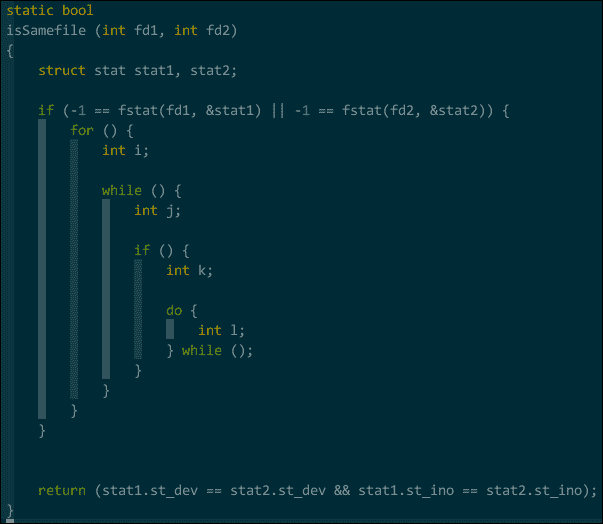 static bool
isSamefile (int fd1, int fd2)
{
    struct stat stat1, stat2;

    if (-1 == fstat(fd1, &stat1) || -1 == fstat(fd2, &stat2)) {
        for () {
            int i;

            while () {
                int j;

                if () {
                    int k;

                    do {
                        int l;
                    } while ();
                }
            }
        }
    }


    return (stat1.st_dev == stat2.st_dev && stat1.st_ino == stat2.st_ino);
}